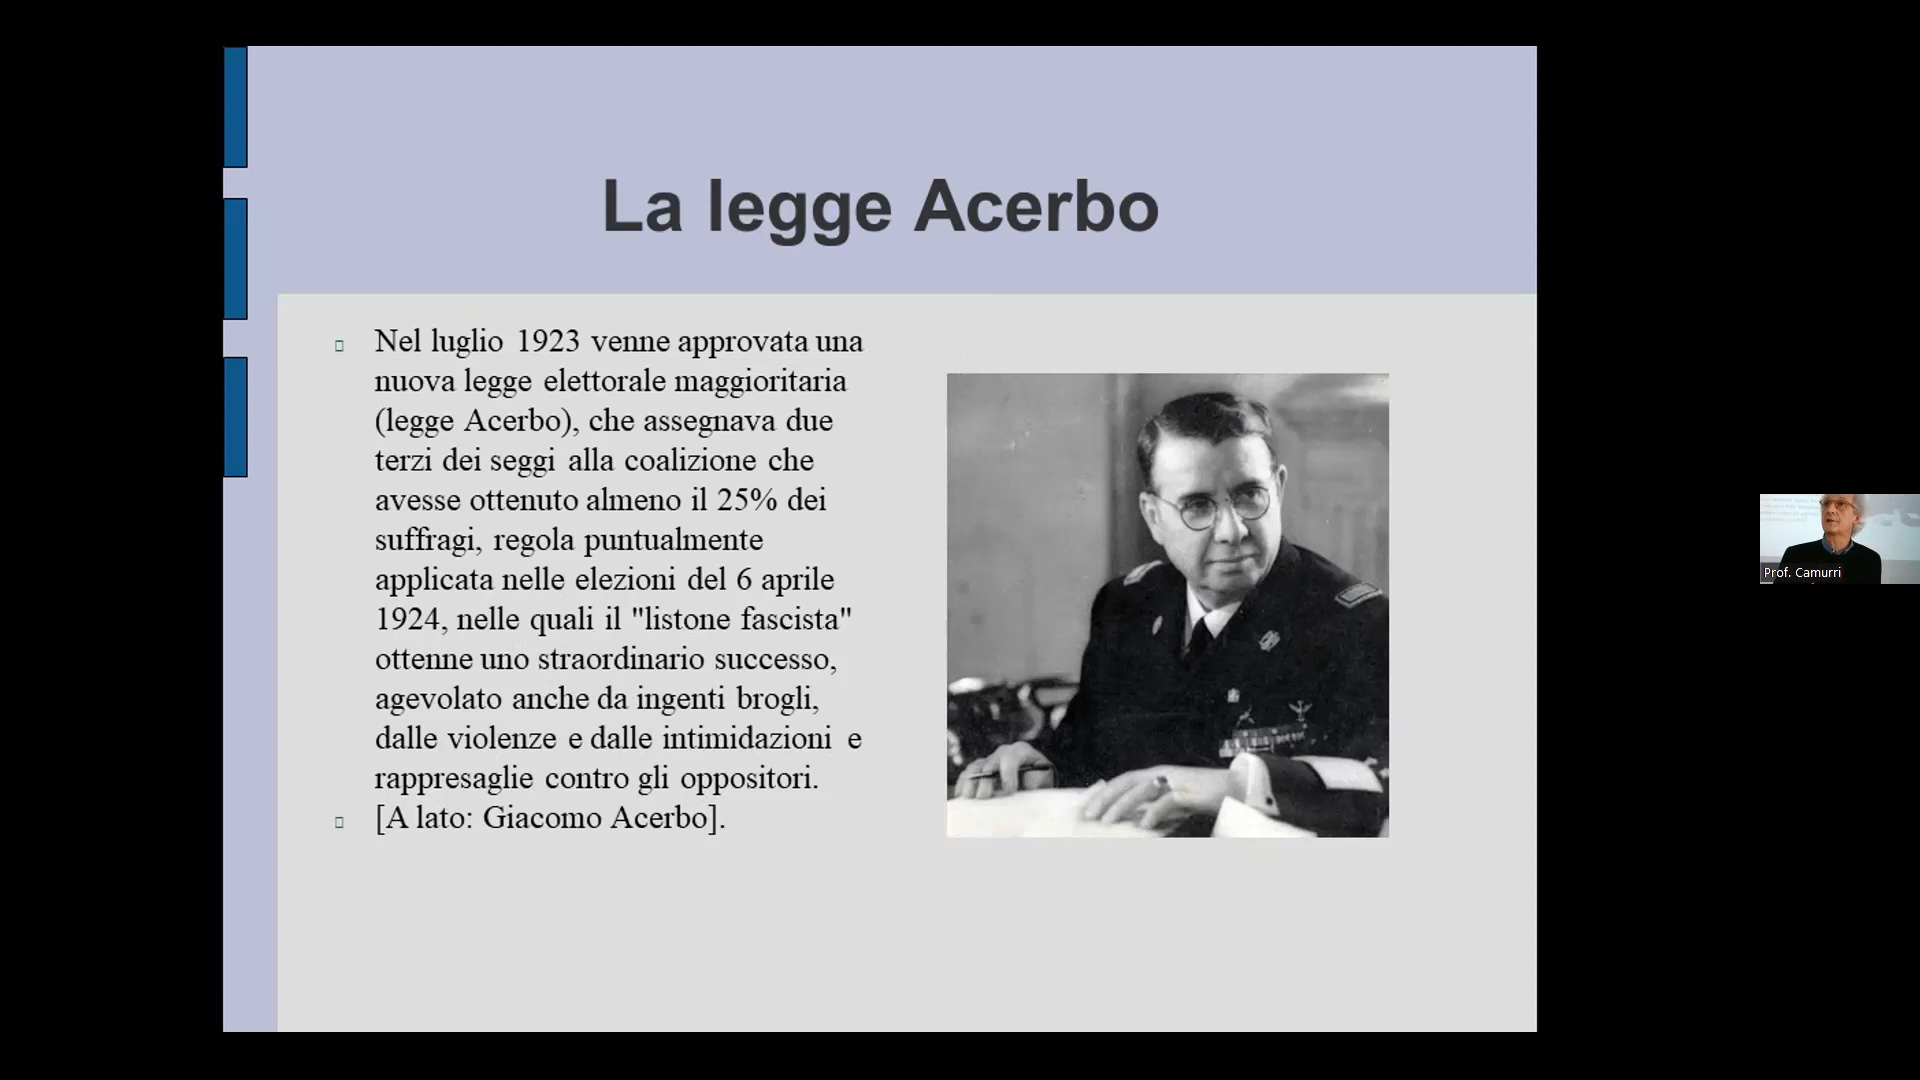 La legge Acerbo
Nel luglio 1923 venne approvata una
nuova legge elettorale maggioritaria
(legge Acerbo), che assegnava due
terzi dei seggi alla coalizione che
avesse ottenuto almeno il 25% dei
suffragi, regola puntualmente
applicata nelle elezioni del 6 aprile
1924, nelle quali il "listone fascista"
ottenne uno straordinario successo,
agevolato anche da ingenti brogli,
dalle violenze e dalle intimidazioni e
rappresaglie contro gli oppositori.
[A lato: Giacomo Acerbo].
Prof. Camurri